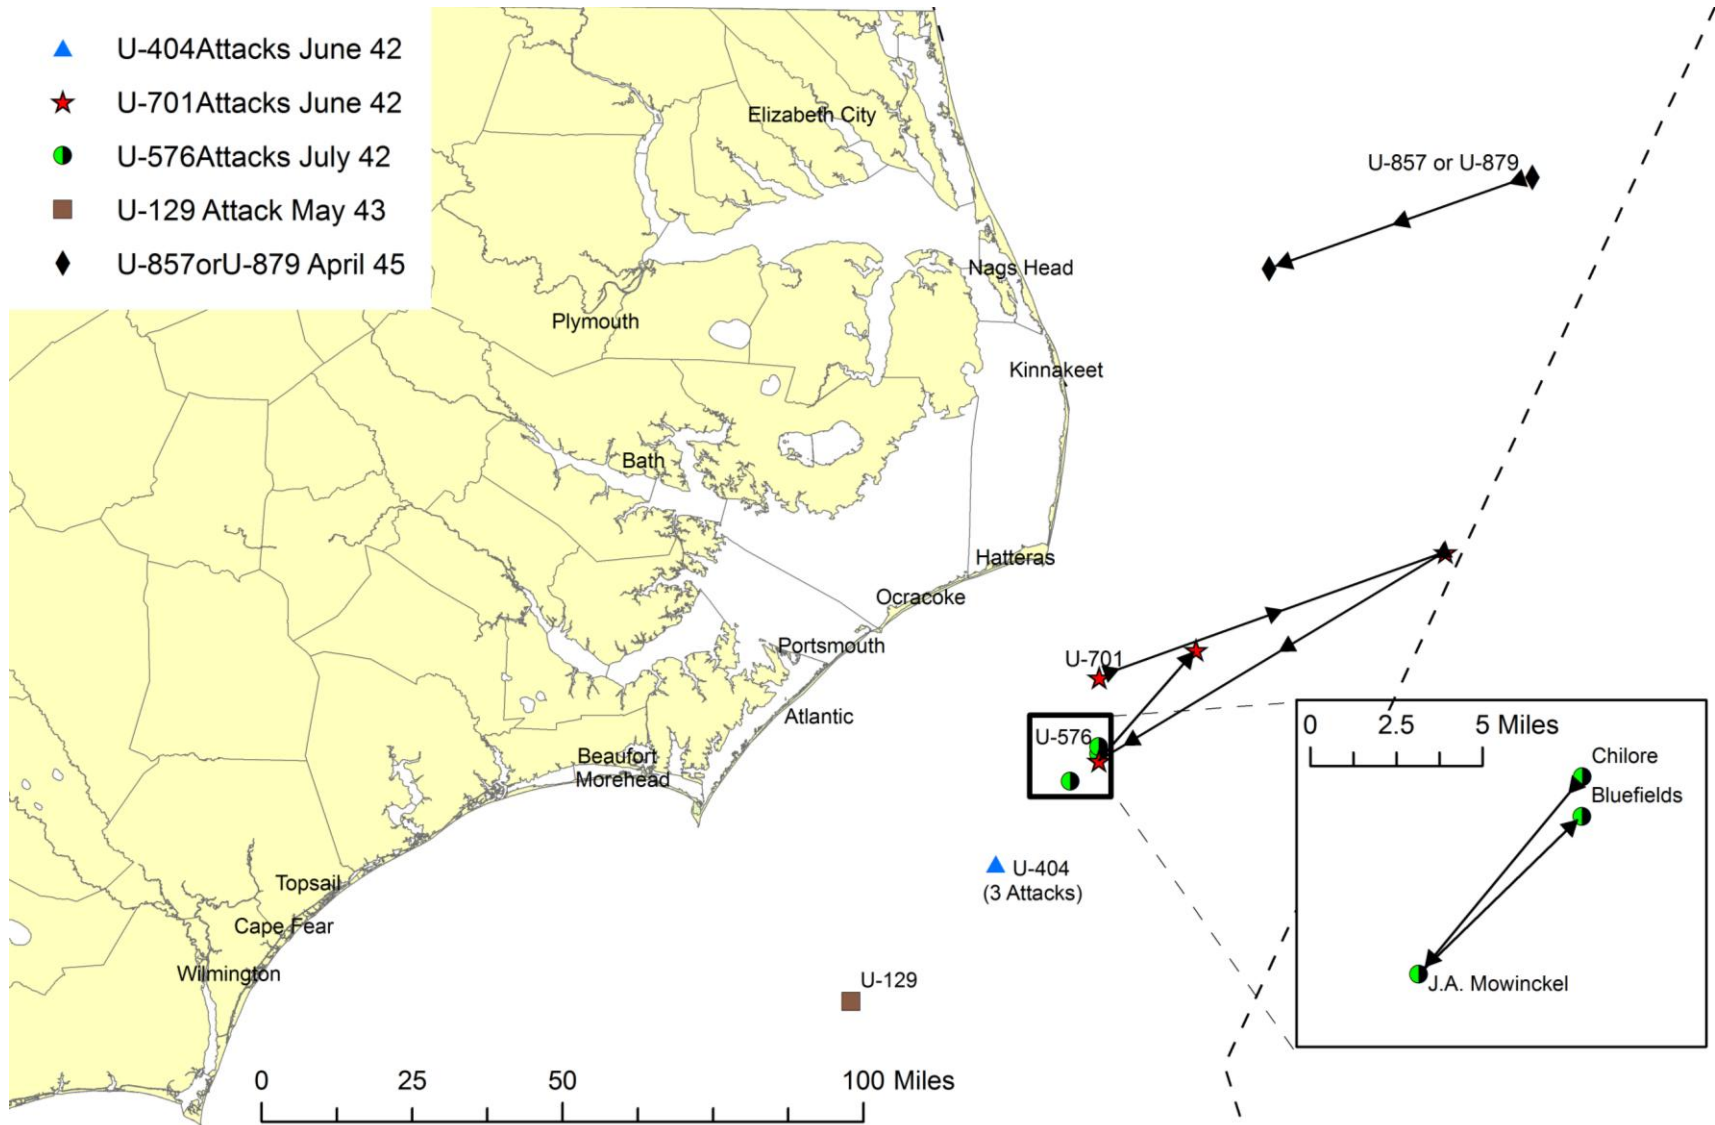 U-404Attacks June 42
U-701Attacks June 42
U-576Attacks July 42
U-129 Attack May 43
U-857orU-879 April 45
Elizabeth City
U-857 or U-879
Nags Head
Plymouth
Kinnakeet
Bath
Hatteras
Ocracoke
Portsmouth
U-701
Atlantic
0 2.5 5 Miles
U-576
Beaufort
Chilore
Morehead
Bluefields
U-404
(3 Attacks)
Topsail
Cape Fear
Wilmington
U-129
J.A. Mowinckel
0 25 50 100 Miles